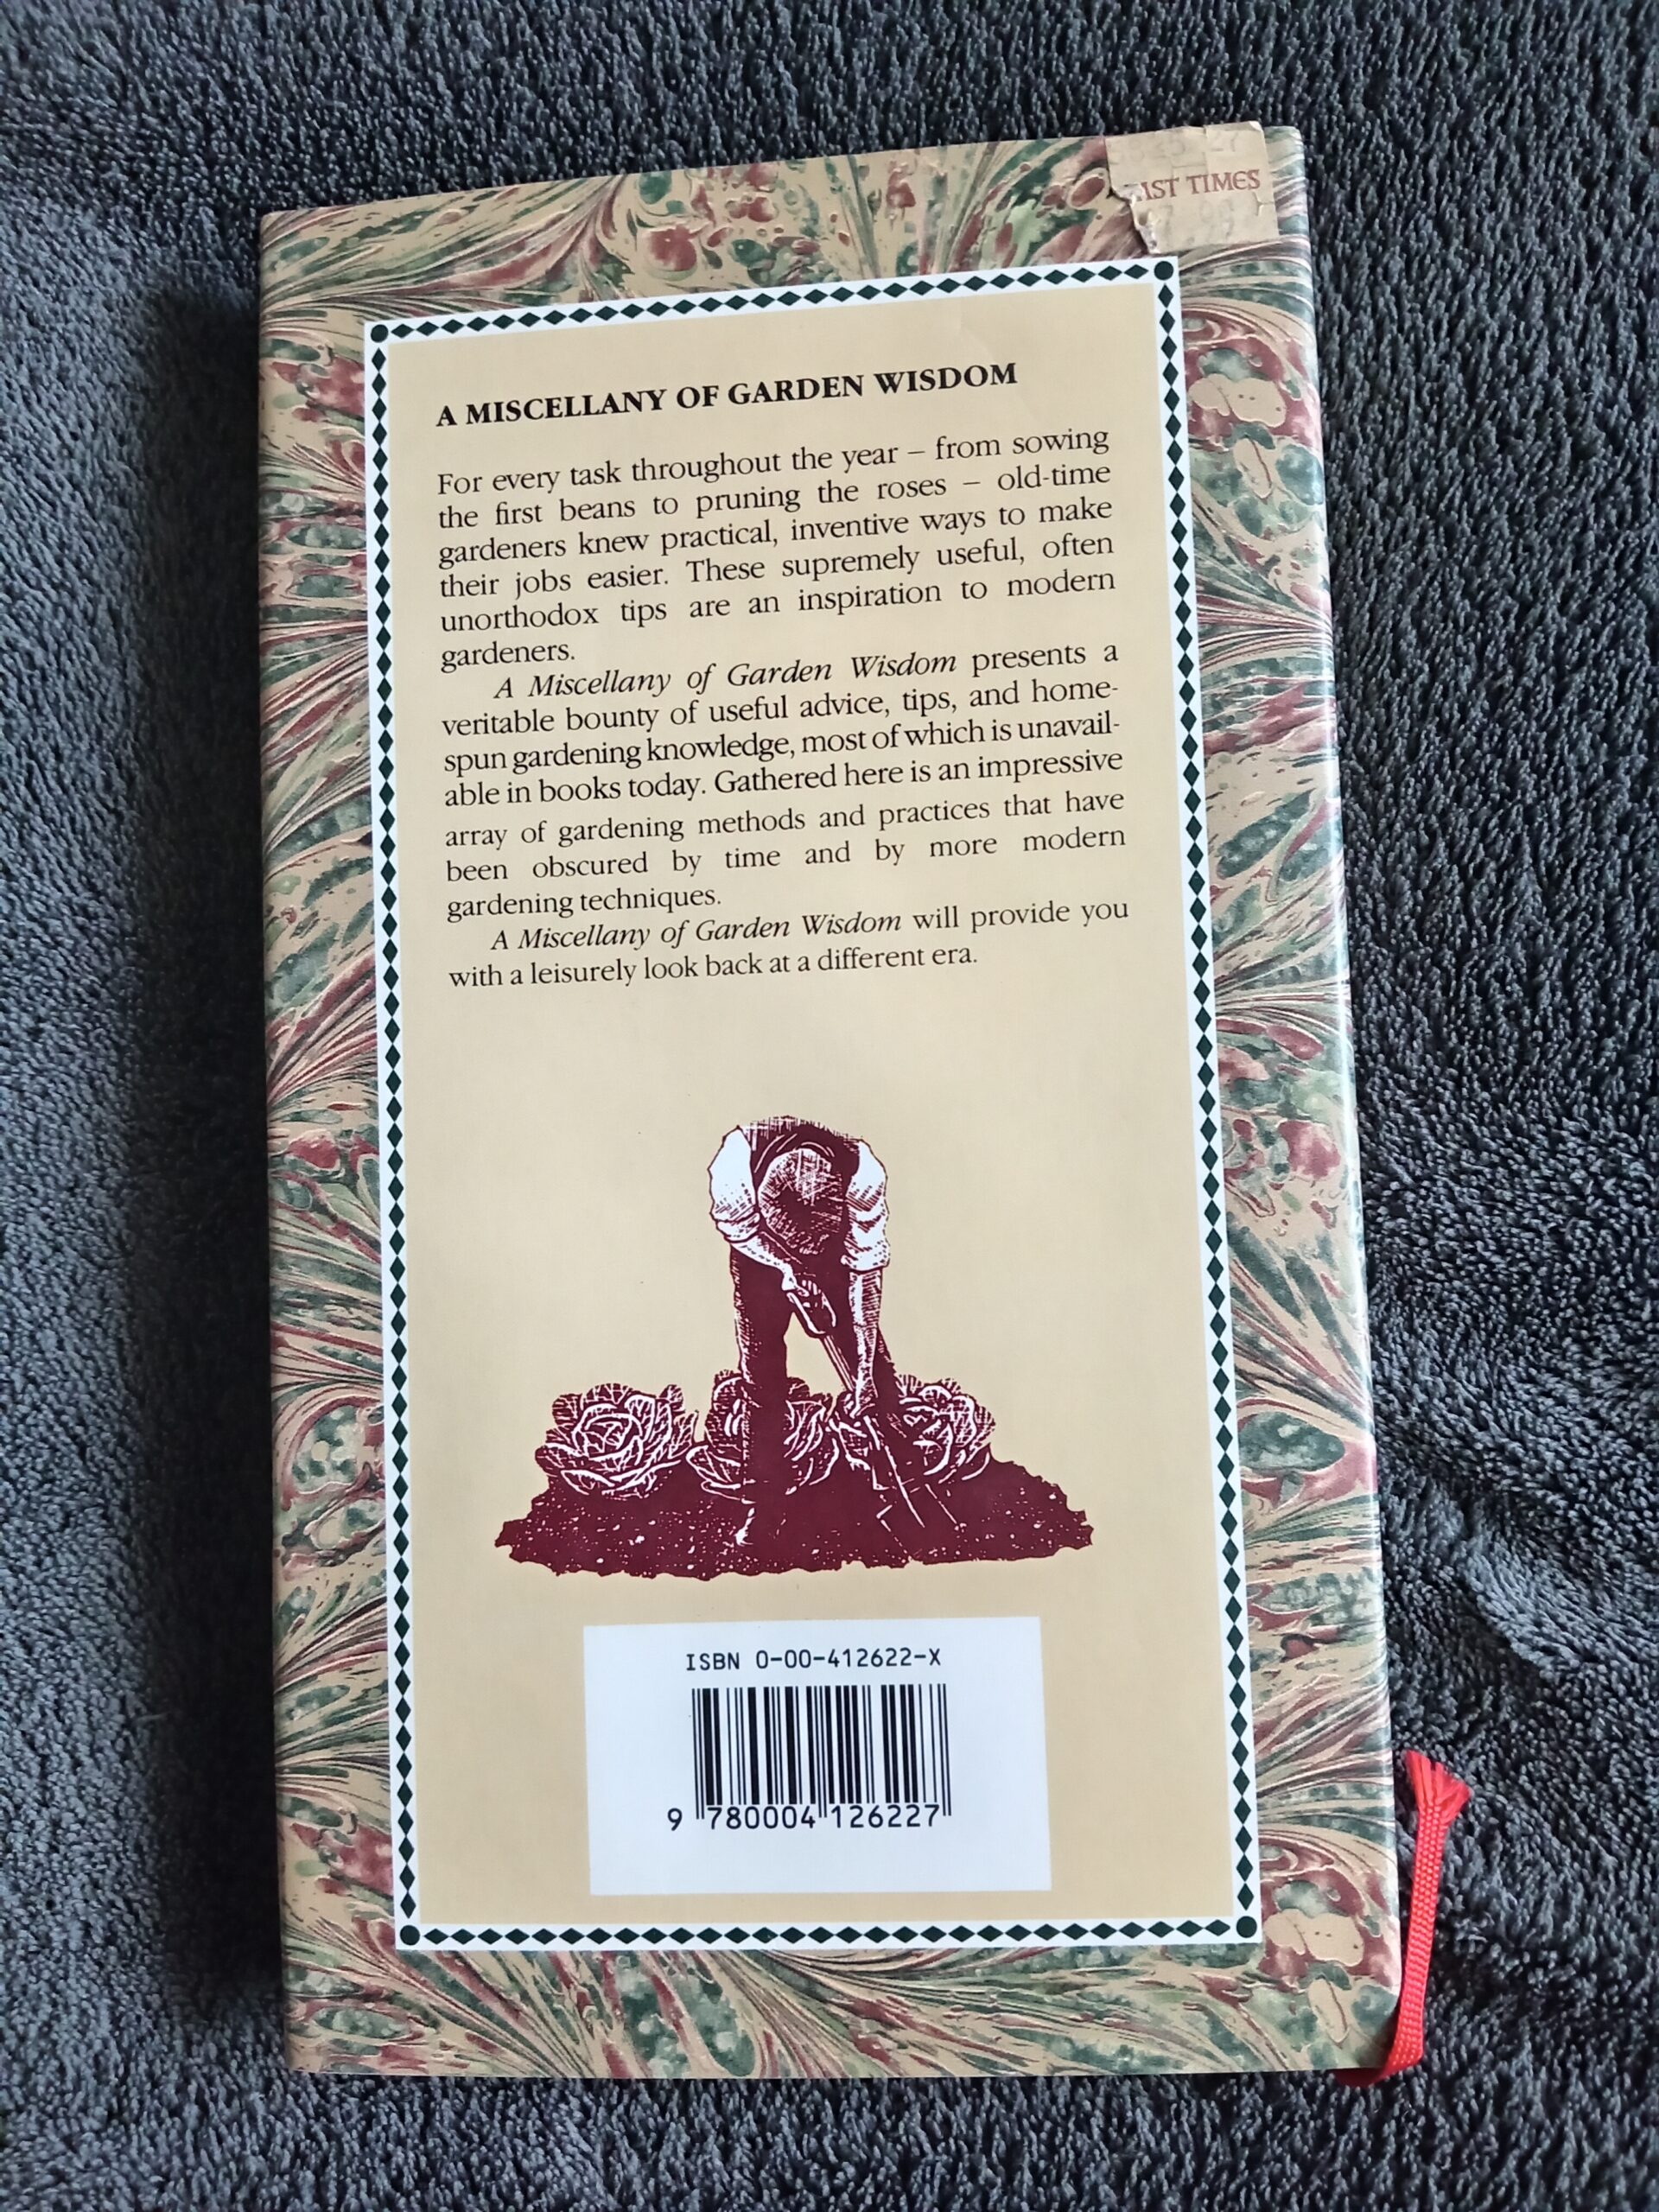 TIMES
A MISCELLANY OF GARDEN WISDOM
For every task throughout the year – from sowing
the first beans to pruning the roses – old-time
gardeners knew practical, inventive ways to make
their jobs easier. These supremely useful, often
unorthodox tips are an inspiration to modern
gardeners.
A Miscellany of Garden Wisdom presents a
veritable bounty of useful advice, tips, and home-
spun gardening knowledge, most of which is unavail-
able in books today. Gathered here is an impressive
array of gardening methods and practices that have
been obscured by time and by more modern
gardening techniques.
A Miscellany of Garden Wisdom will provide you
with a leisurely look back at a different era.
ISBN 0-00-412622-X
9 780004 126227